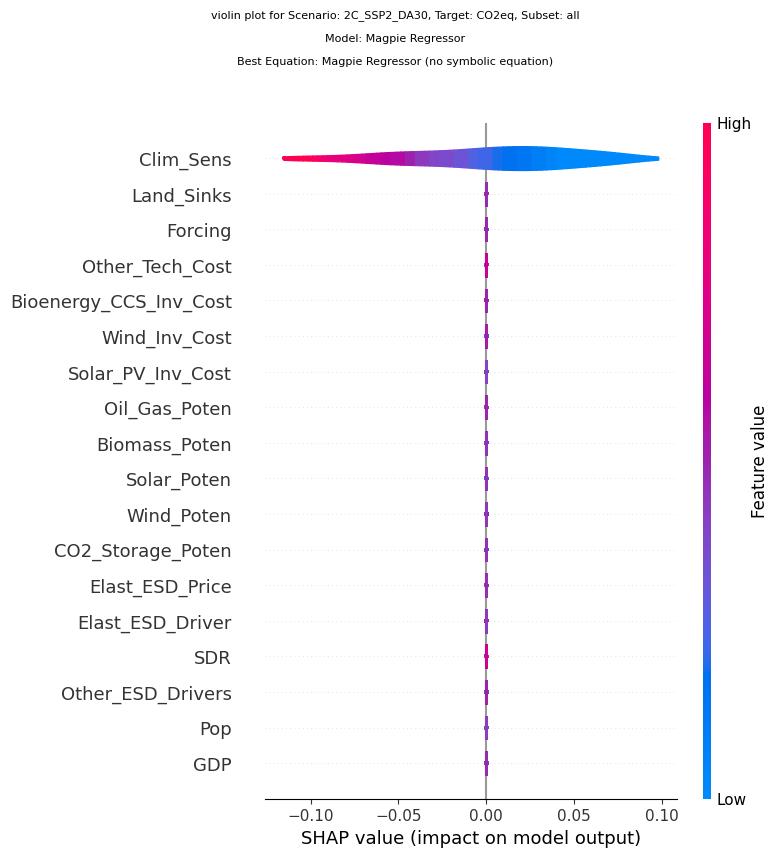 violin plot for Scenario: 2C_SSP2_DA30, Target: CO2eq, Subset: all
Model: Magpie Regressor
Best Equation: Magpie Regressor (no symbolic equation)
High
Clim_Sens
Land_Sinks
Forcing
Other_Tech_Cost
Bioenergy_CCS_Inv_Cost
Wind_Inv_Cost
Solar_PV_Inv_Cost
Oil_Gas_Poten
Biomass_Poten
Solar_Poten
Wind_Poten
CO2_Storage_Poten
Elast_ESD_Price
Elast_ESD_Driver
SDR
Other_ESD_Drivers
Pop
GDP
Feature value
Low
−0.10 −0.05 0.00 0.05 0.10
SHAP value (impact on model output)